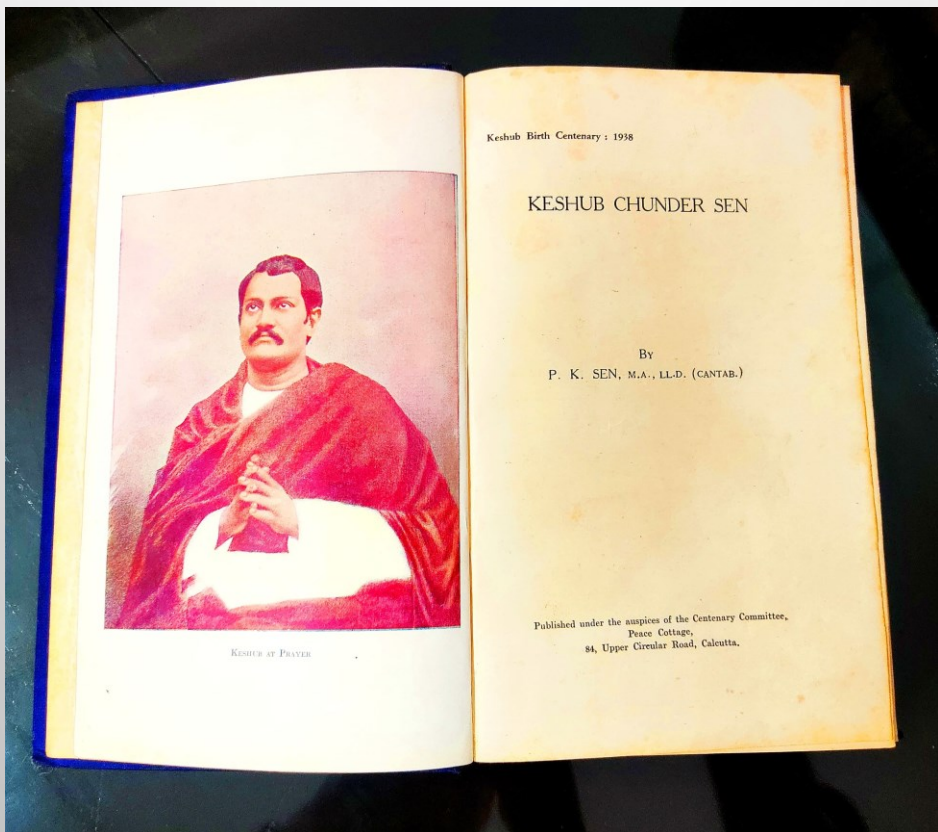 KESHUB AT PRAYER
Keshub Birth Centenary : 1938
KESHUB CHUNDER SEN
BY
P. K. SEN, M.A., LL.D. (CANTAB.)
Published under the auspices of the Centenary Committee,
Peace Cottage,
84, Upper Circular Road, Calcutta.